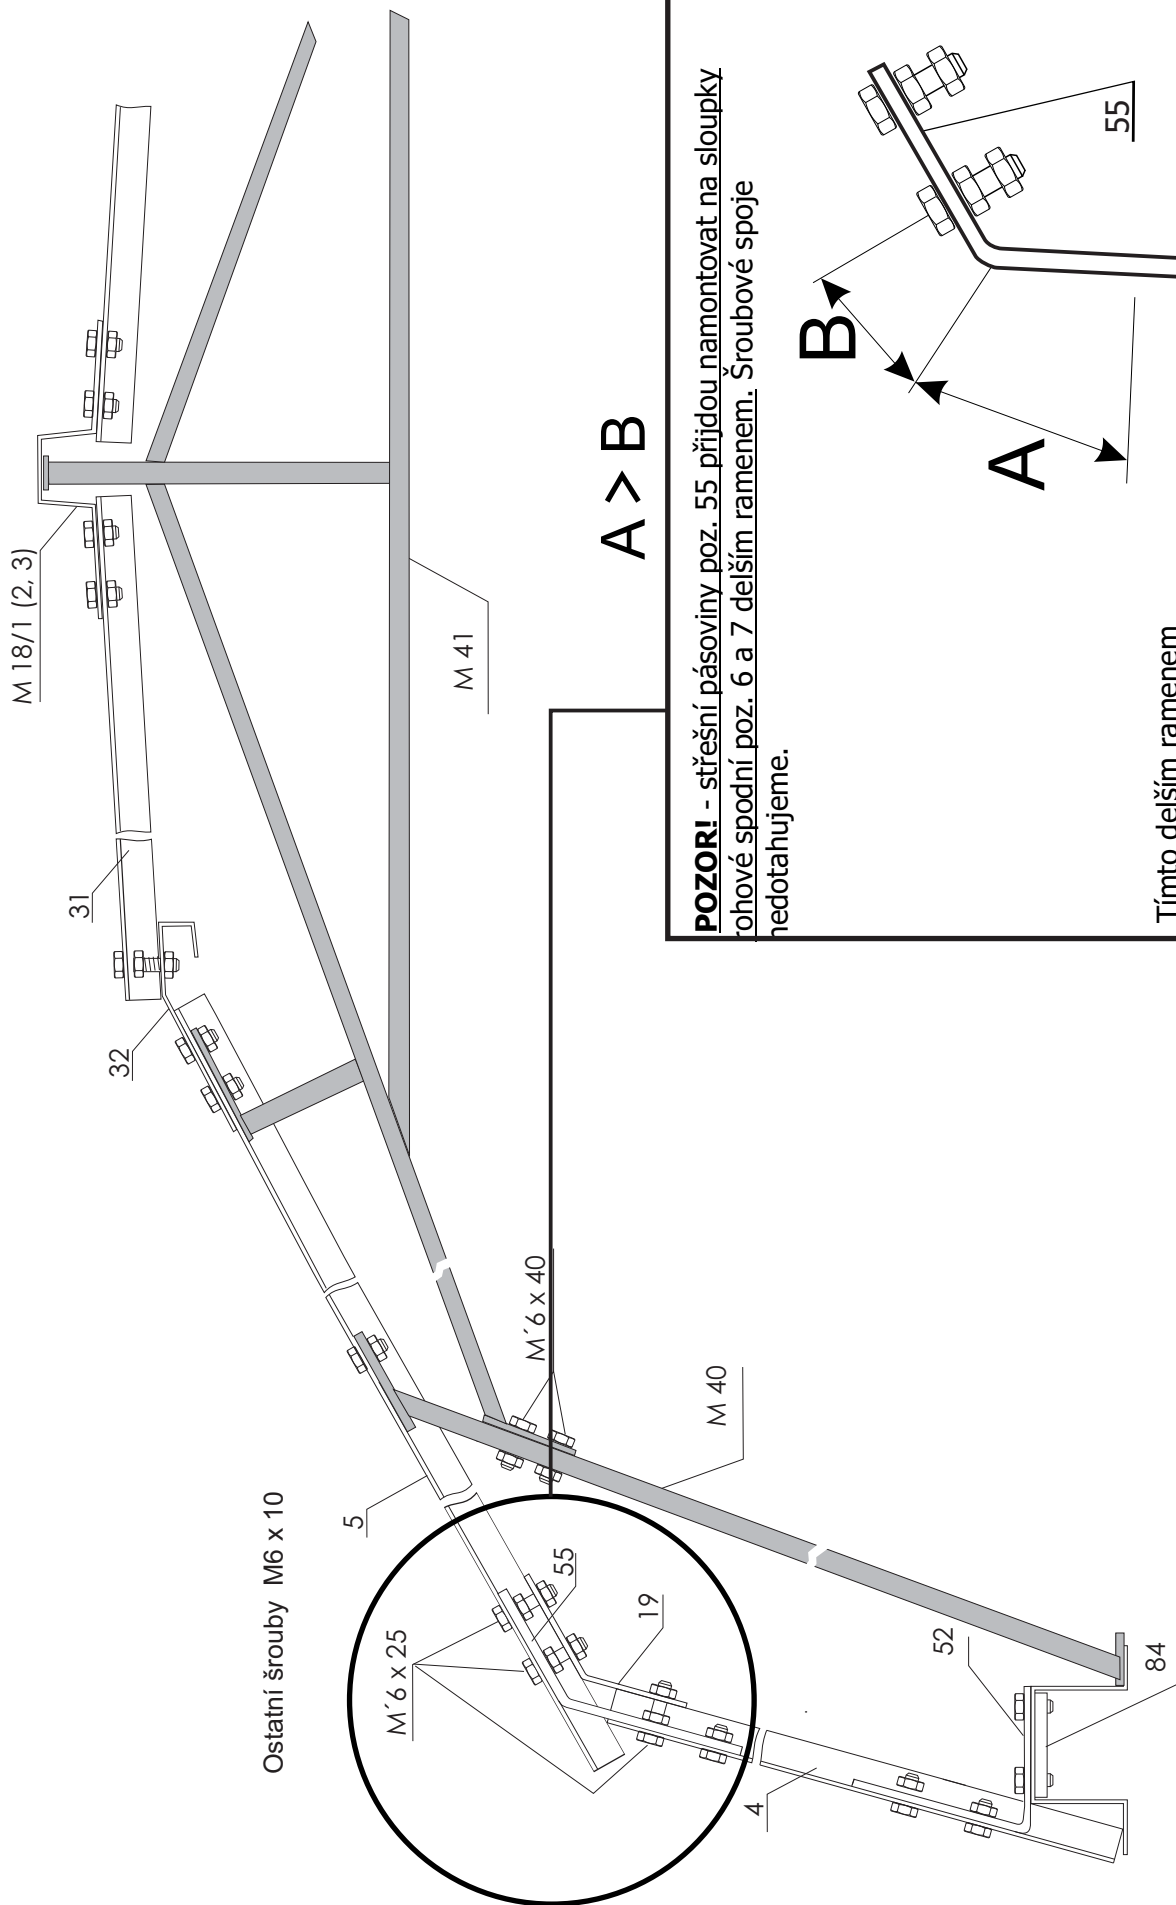 M 18/1 (2, 3)
31
32
M 41
M´6 x 40
M 40
Ostatní šrouby M6 x 10
5
M´6 x 25
55
19
4
52
84
A > B
POZOR! - střešní pásoviny poz. 55 přijdou namontovat na sloupky
rohové spodní poz. 6 a 7 delším ramenem. Šroubové spoje
nedotahujeme.
B
A
55
Tímto delším ramenem